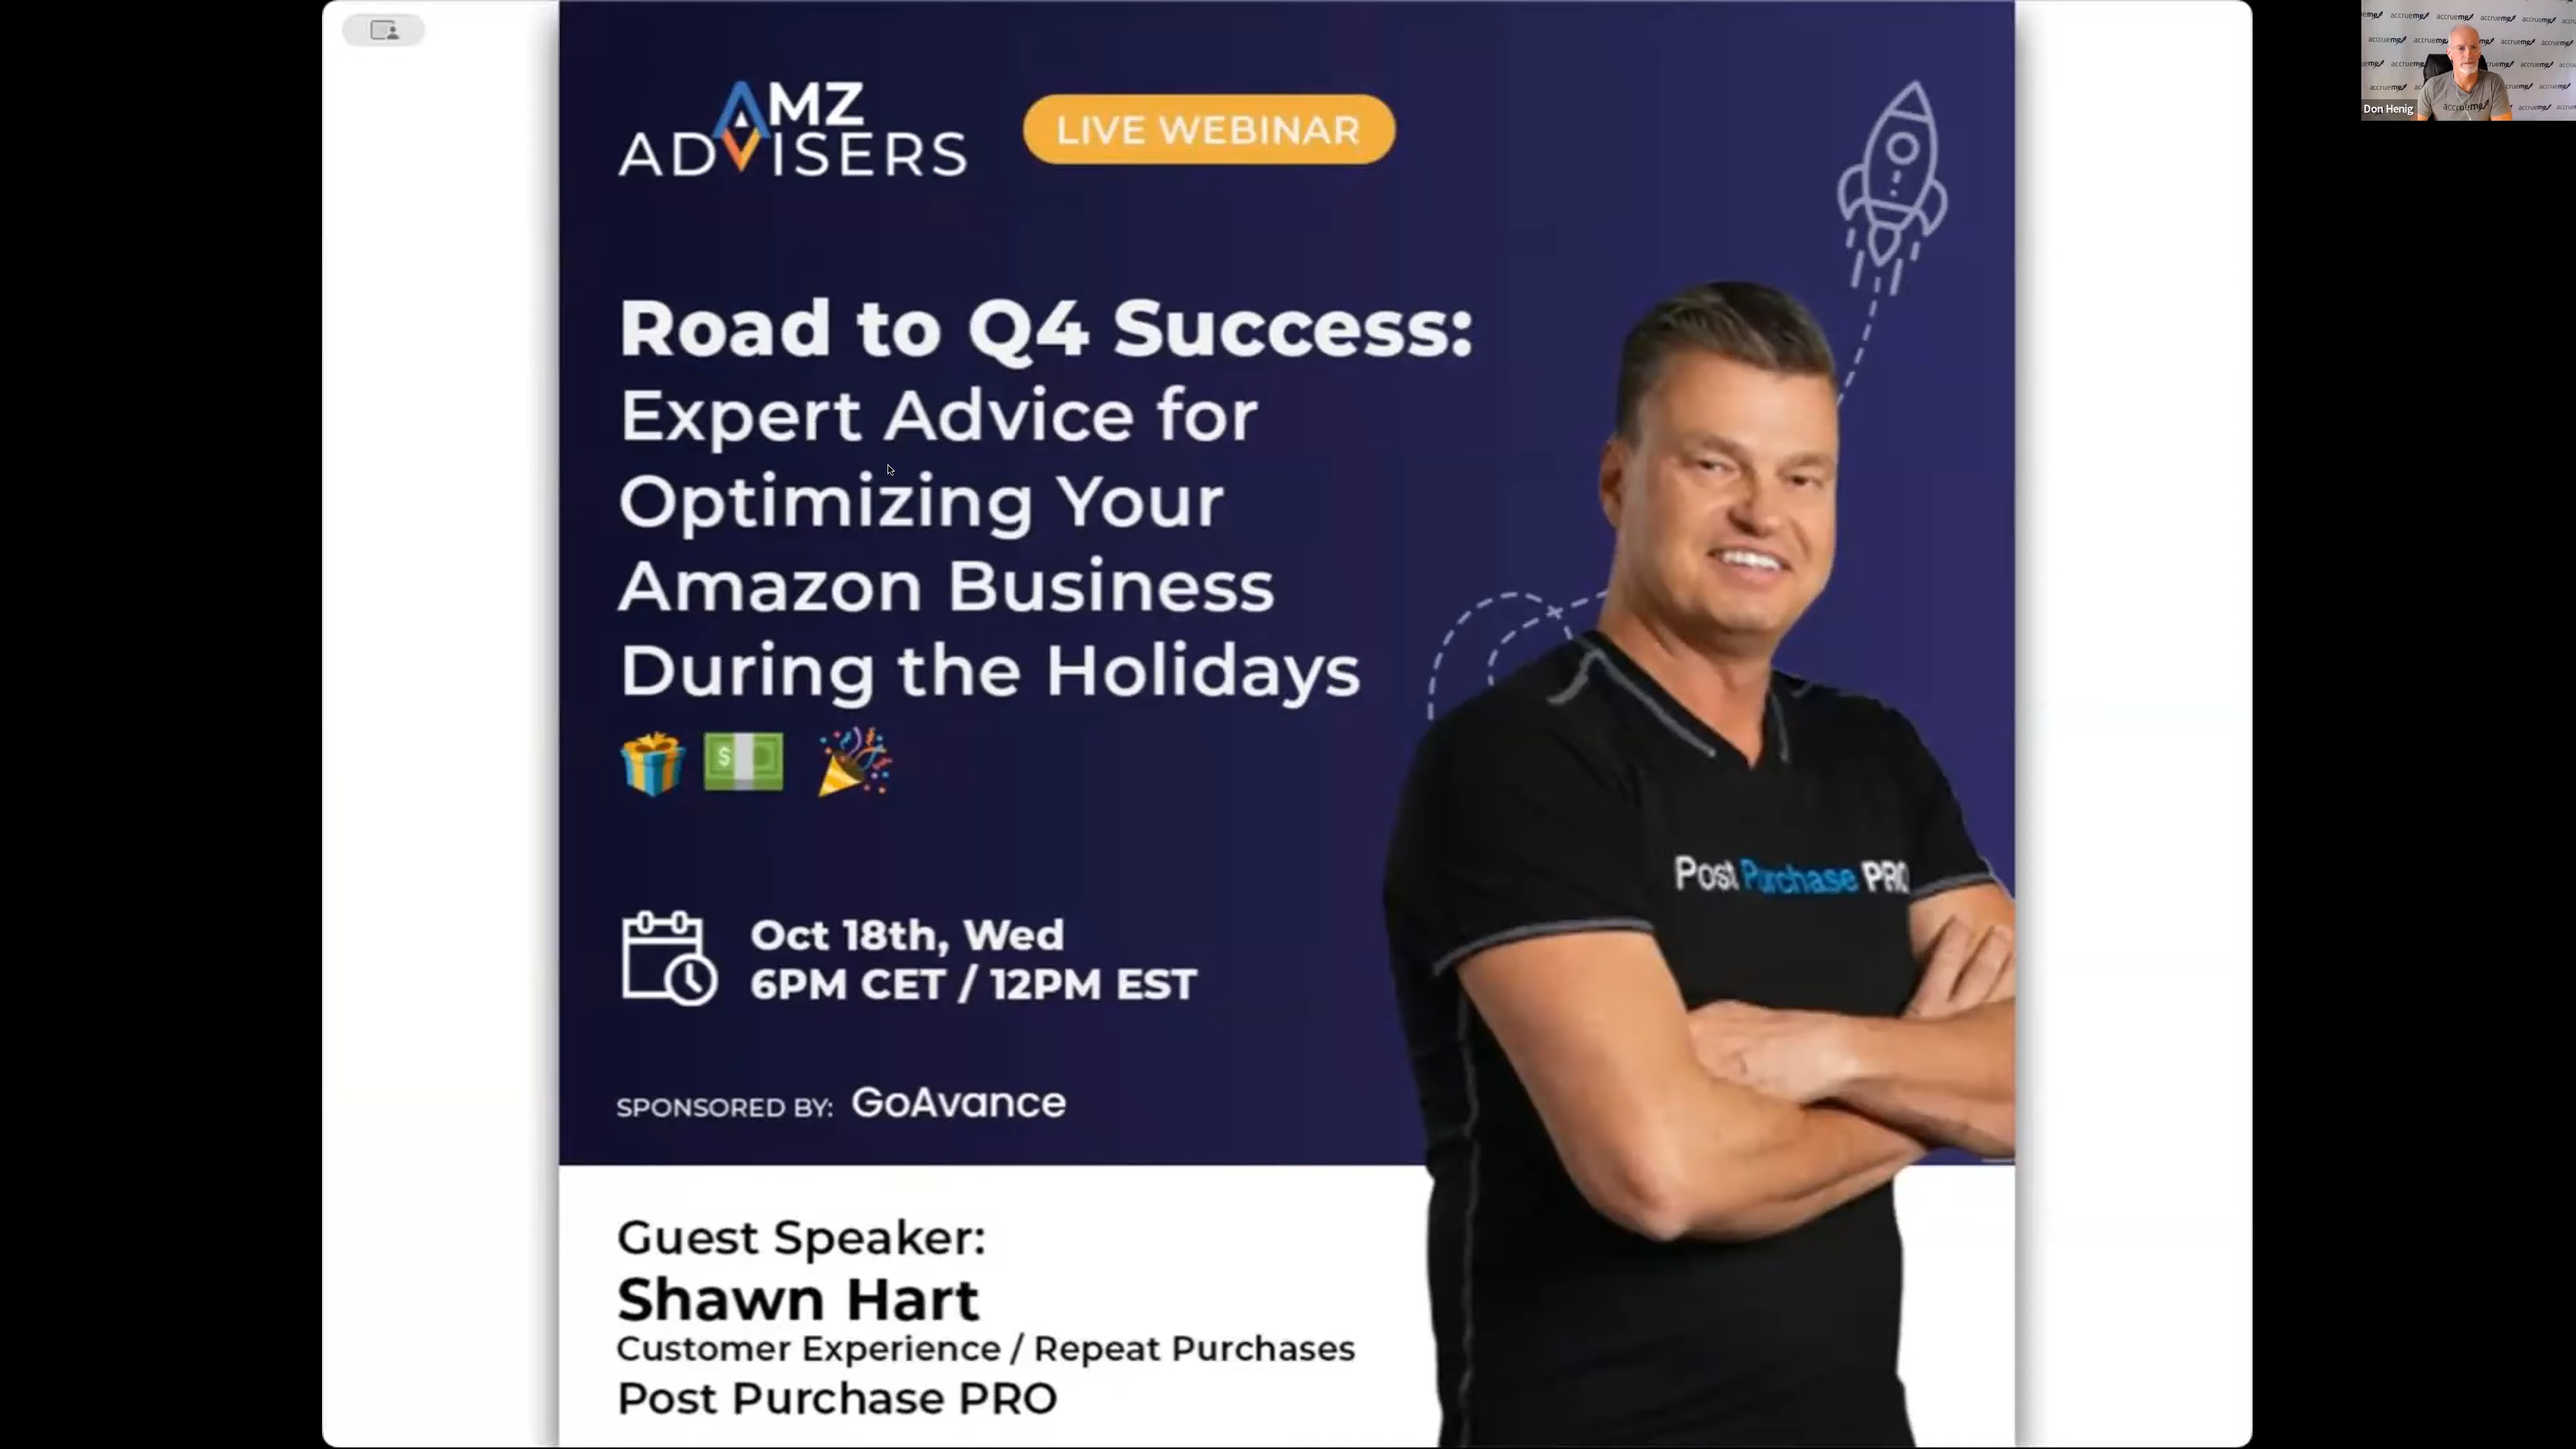 AMZ
ADVISERS
LIVE WEBINAR
Road to Q4 Success:
Expert Advice for
Optimizing Your
Amazon Business
During the Holidays
Oct 18th, Wed
6PM CET / 12PM EST
SPONSORED BY: GoAvance
Guest Speaker:
Shawn Hart
Customer Experience / Repeat Purchases
Post Purchase PRO
Post Purchase PRO
accrueme
Don Henig